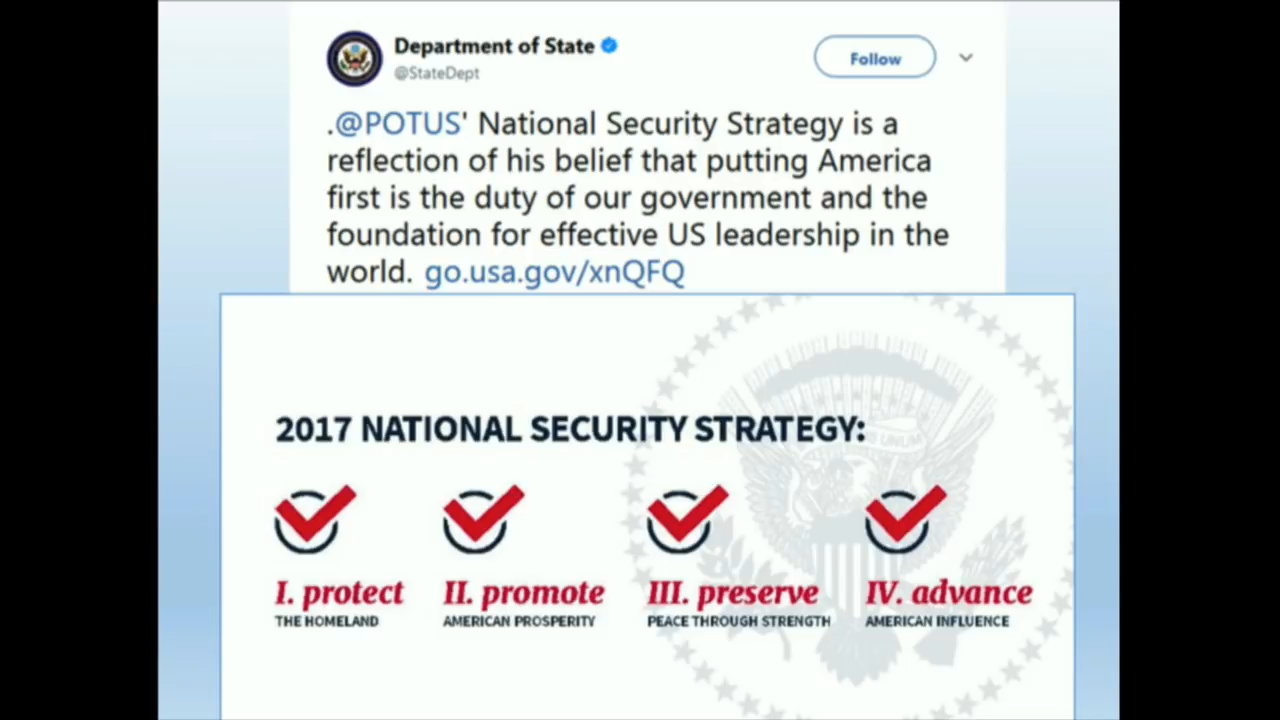 Department of State
@StateDept
Follow
.@POTUS' National Security Strategy is a
reflection of his belief that putting America
first is the duty of our government and the
foundation for effective US leadership in the
world. go.usa.gov/xnQFQ
2017 NATIONAL SECURITY STRATEGY:
I. protect
THE HOMELAND
II. promote
AMERICAN PROSPERITY
III. preserve
PEACE THROUGH STRENGTH
IV. advance
AMERICAN INFLUENCE